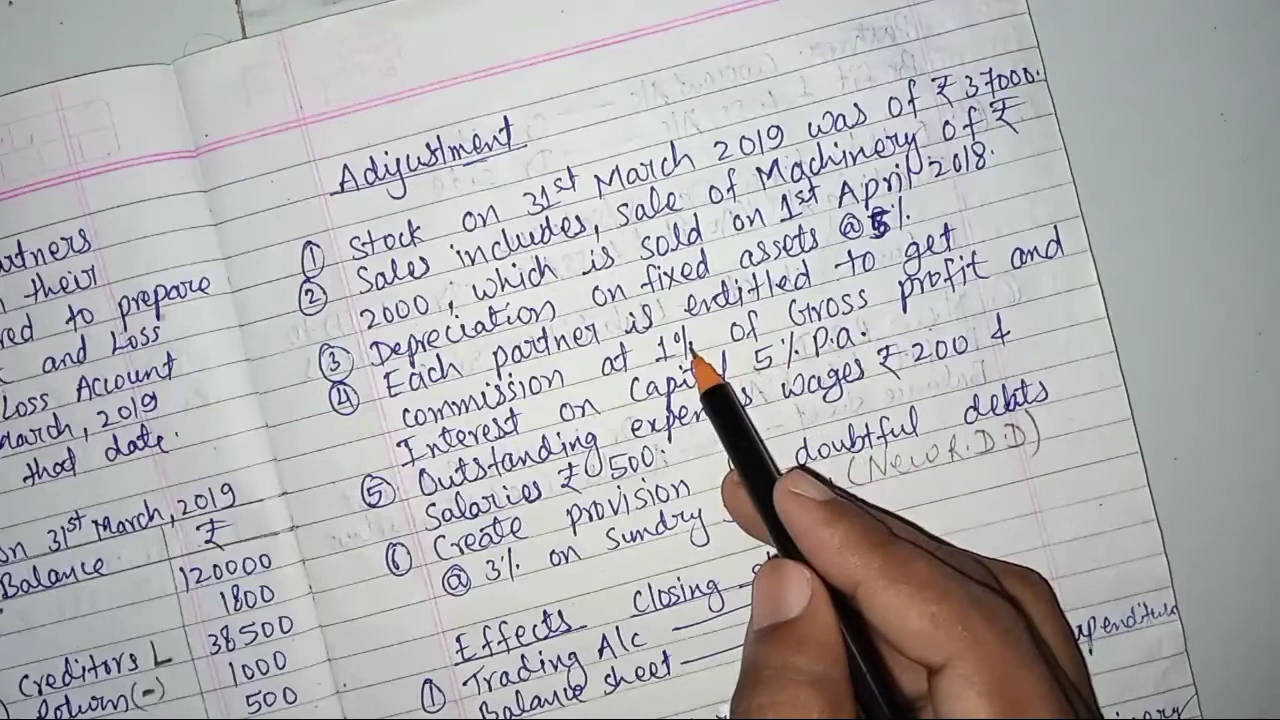 Adjustment
① Stock on 31st March 2019 was of ₹ 37000.
② Sales includes, sale of Machinery of ₹
2000, which is sold on 1st April 2018.
③ Depreciation on fixed assets @ 5%.
④ Each partner is entitled to get
commission at 1% of Gross profit and
Interest on Capital 5% P.a.
⑤ Outstanding expenses wages ₹ 200 &
Salaries ₹ 500.
⑥ Create provision doubtful debts
@ 3% on Sundry (New R.D.D)
Effects closing
① Trading A/c
Balance sheet
their
to prepare
and Loss
Loss Account
March, 2019
that date.
31st March, 2019
Balance ₹
120000
1800
38500
Creditors 1000
(-) 500